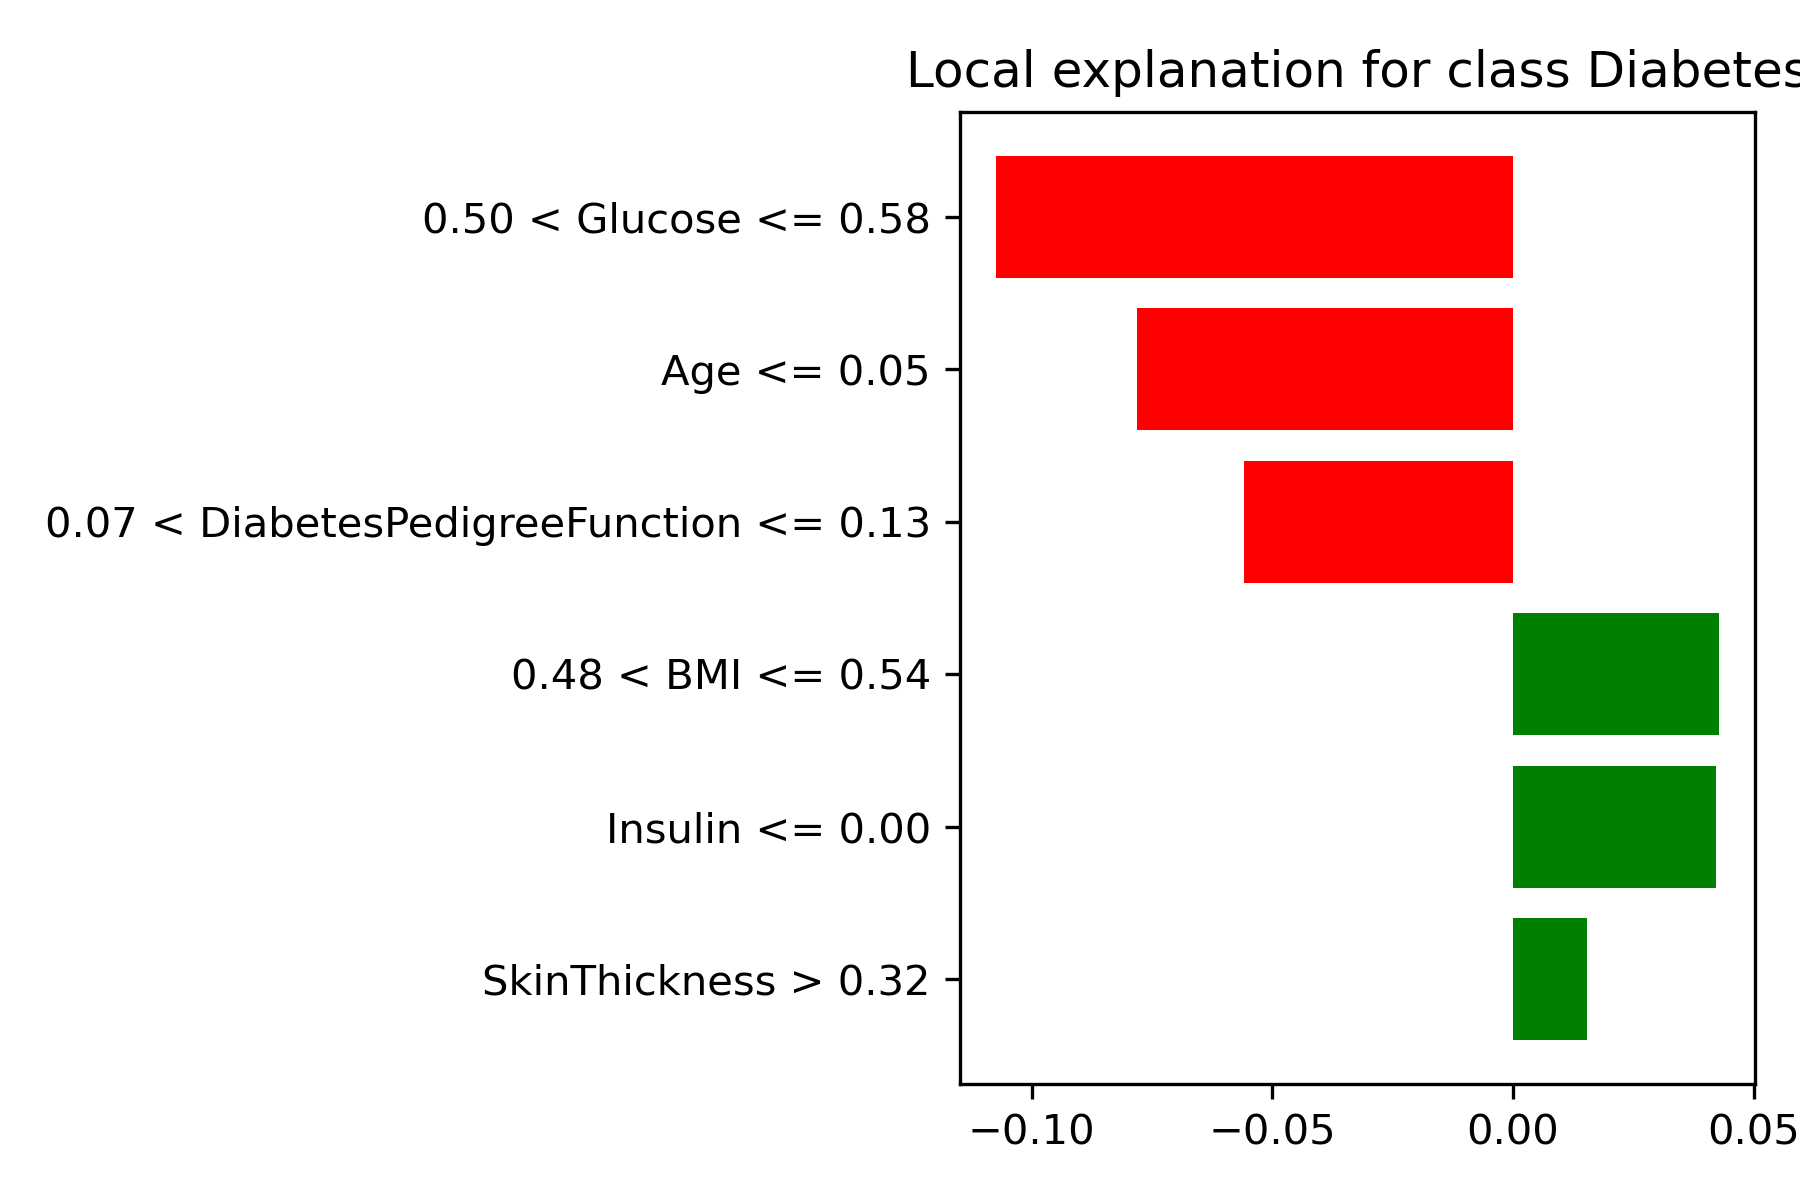 Local explanation for class Diabetes
0.50 < Glucose <= 0.58
Age <= 0.05
0.07 < DiabetesPedigreeFunction <= 0.13
0.48 < BMI <= 0.54
Insulin <= 0.00
SkinThickness > 0.32
−0.10 −0.05 0.00 0.05